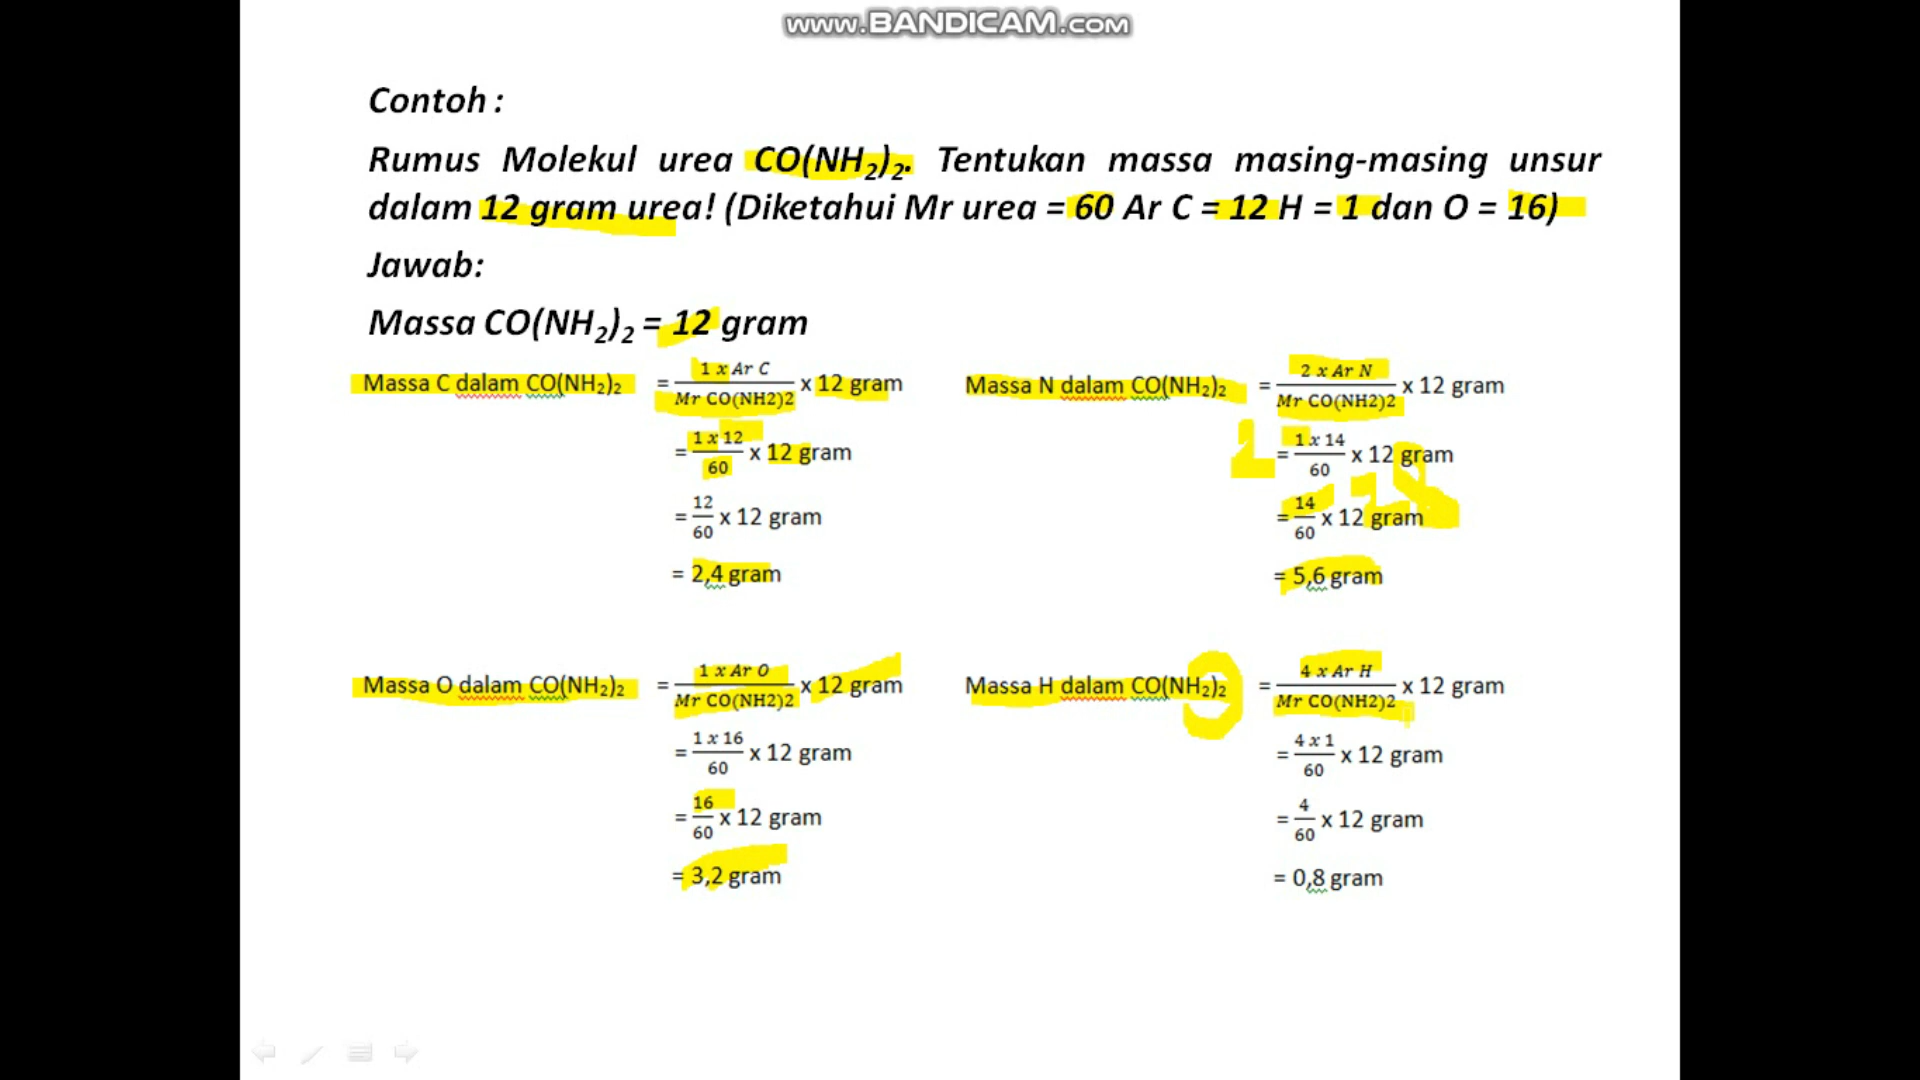 www.BANDICAM.com
Contoh :
Rumus Molekul urea CO(NH₂)₂. Tentukan massa masing-masing unsur
dalam 12 gram urea! (Diketahui Mr urea = 60 Ar C = 12 H = 1 dan O = 16)
Jawab:
Massa CO(NH₂)₂ = 12 gram
Massa C dalam CO(NH₂)₂ = 1 x Ar C / Mr CO(NH2)2 x 12 gram
= 1 x 12 / 60 x 12 gram
= 12 / 60 x 12 gram
= 2,4 gram
Massa N dalam CO(NH₂)₂ = 2 x Ar N / Mr CO(NH2)2 x 12 gram
2
= 1 x 14 / 60 x 12 gram
28
= 14 / 60 x 12 gram
= 5,6 gram
Massa O dalam CO(NH₂)₂ = 1 x Ar O / Mr CO(NH2)2 x 12 gram
= 1 x 16 / 60 x 12 gram
= 16 / 60 x 12 gram
= 3,2 gram
Massa H dalam CO(NH₂)₂ = 4 x Ar H / Mr CO(NH2)2 x 12 gram
= 4 x 1 / 60 x 12 gram
= 4 / 60 x 12 gram
= 0,8 gram